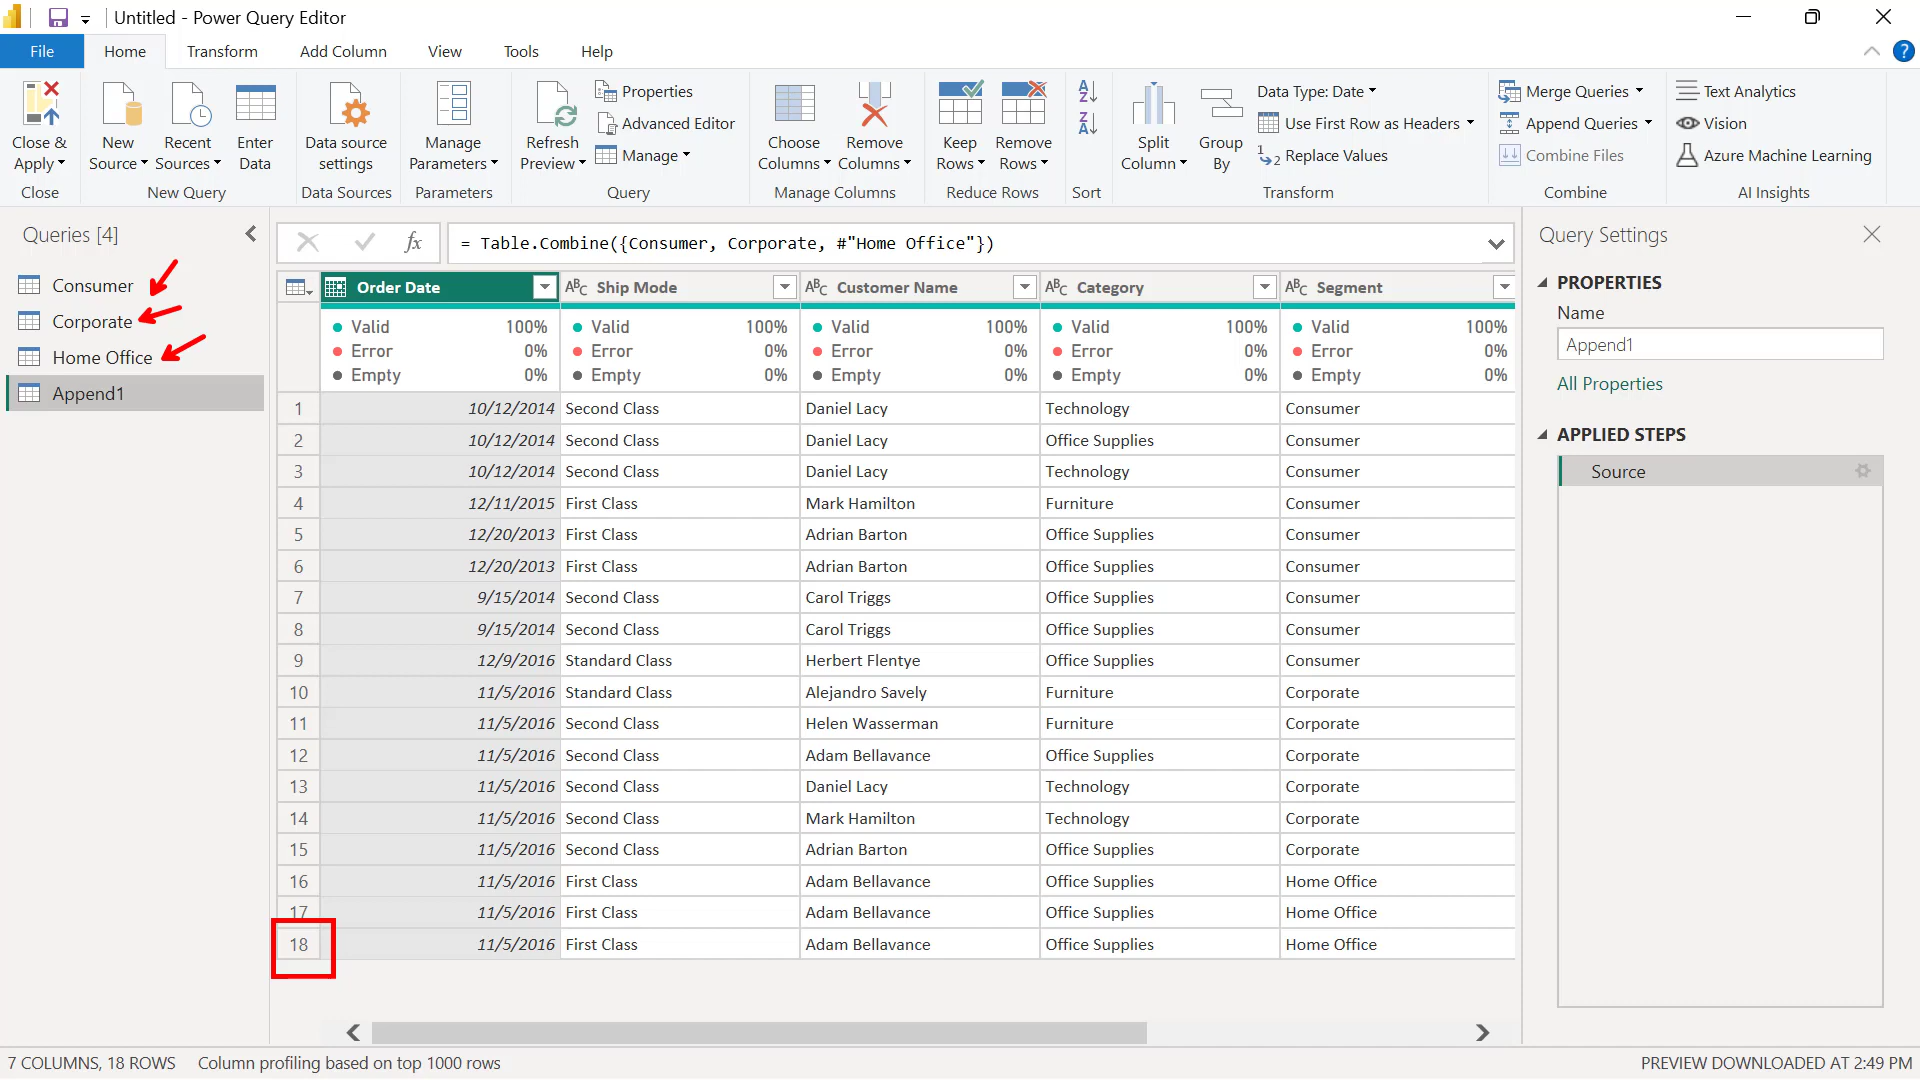 Untitled - Power Query Editor
File Home Transform Add Column View Tools Help
Close & Apply
Close
New Source
Recent Sources
Enter Data
New Query
Data source settings
Data Sources
Manage Parameters
Parameters
Refresh Preview
Properties
Advanced Editor
Manage
Query
Choose Columns
Remove Columns
Manage Columns
Keep Rows
Remove Rows
Reduce Rows
A Z
Z A
Sort
Split Column
Group By
Data Type: Date
Use First Row as Headers
1 2 Replace Values
Transform
Merge Queries
Append Queries
Combine Files
Combine
Text Analytics
Vision
Azure Machine Learning
AI Insights
?
Queries [4]
Consumer
Corporate
Home Office
Append1
fx = Table.Combine({Consumer, Corporate, #"Home Office"})
Order Date ABC Ship Mode ABC Customer Name ABC Category ABC Segment
Valid 100% Valid 100% Valid 100% Valid 100% Valid 100%
Error 0% Error 0% Error 0% Error 0% Error 0%
Empty 0% Empty 0% Empty 0% Empty 0% Empty 0%
1 10/12/2014 Second Class Daniel Lacy Technology Consumer
2 10/12/2014 Second Class Daniel Lacy Office Supplies Consumer
3 10/12/2014 Second Class Daniel Lacy Technology Consumer
4 12/11/2015 First Class Mark Hamilton Furniture Consumer
5 12/20/2013 First Class Adrian Barton Office Supplies Consumer
6 12/20/2013 First Class Adrian Barton Office Supplies Consumer
7 9/15/2014 Second Class Carol Triggs Office Supplies Consumer
8 9/15/2014 Second Class Carol Triggs Office Supplies Consumer
9 12/9/2016 Standard Class Herbert Flentye Office Supplies Consumer
10 11/5/2016 Standard Class Alejandro Savely Furniture Corporate
11 11/5/2016 Second Class Helen Wasserman Furniture Corporate
12 11/5/2016 Second Class Adam Bellavance Office Supplies Corporate
13 11/5/2016 Second Class Daniel Lacy Technology Corporate
14 11/5/2016 Second Class Mark Hamilton Technology Corporate
15 11/5/2016 Second Class Adrian Barton Office Supplies Corporate
16 11/5/2016 First Class Adam Bellavance Office Supplies Home Office
17 11/5/2016 First Class Adam Bellavance Office Supplies Home Office
18 11/5/2016 First Class Adam Bellavance Office Supplies Home Office
Query Settings
PROPERTIES
Name
Append1
All Properties
APPLIED STEPS
Source
7 COLUMNS, 18 ROWS Column profiling based on top 1000 rows
PREVIEW DOWNLOADED AT 2:49 PM